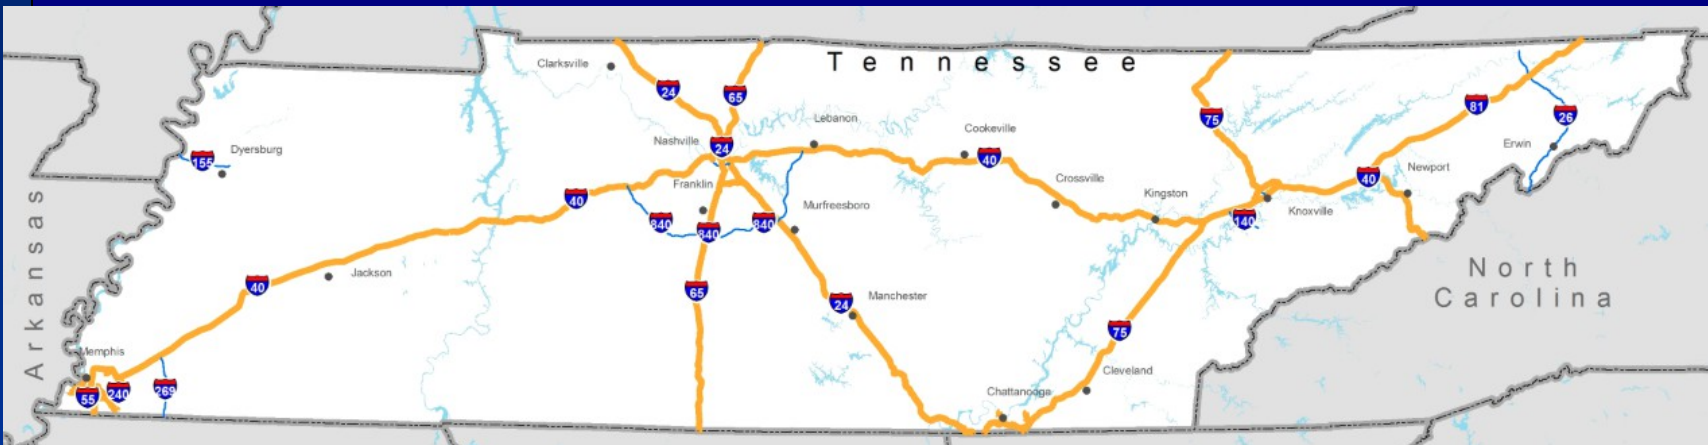 Tennessee
Clarksville
24
65
Lebanon
Nashville
24
Cookeville
40
75
81
26
Erwin
155
Dyersburg
40
Newport
Crossville
Kingston
Franklin
40
Knoxville
140
840
840
840
Murfreesboro
Arkansas
Jackson
40
65
24
Manchester
75
North
Carolina
Memphis
55
240
269
Cleveland
Chattanooga